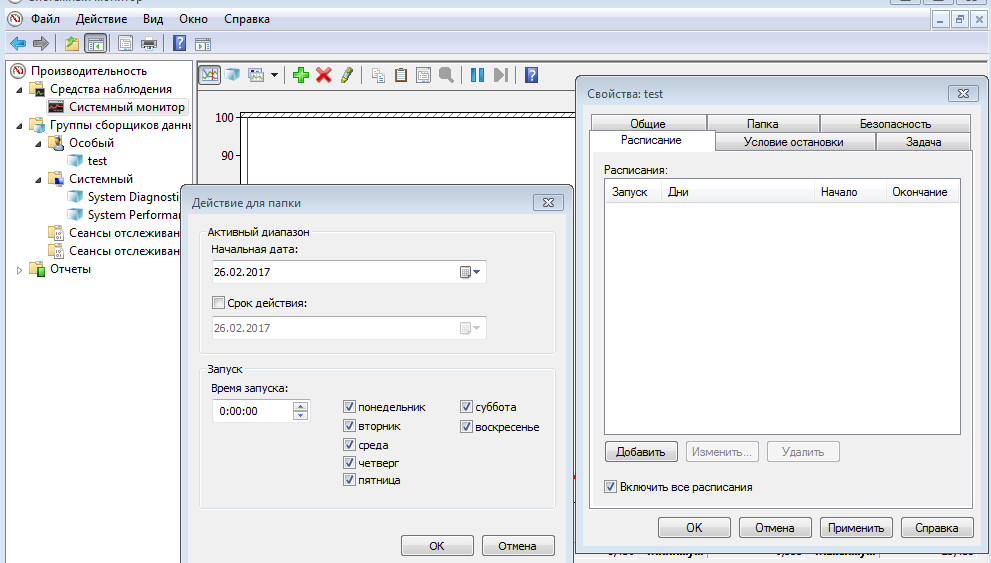 Файл Действие Вид Окно Справка
Производительность
Средства наблюдения
Системный монитор
Группы сборщиков данны
Особый
test
Системный
System Diagnosti
System Performa
Сеансы отслеживан
Сеансы отслеживан
Отчеты
100
90
Действие для папки
Активный диапазон
Начальная дата:
26.02.2017
Срок действия:
26.02.2017
Запуск
Время запуска:
0:00:00
понедельник
вторник
среда
четверг
пятница
суббота
воскресенье
ОК Отмена
Свойства: test
Общие Папка Безопасность
Расписание Условие остановки Задача
Расписания:
Запуск Дни Начало Окончание
Добавить Изменить... Удалить
Включить все расписания
ОК Отмена Применить Справка